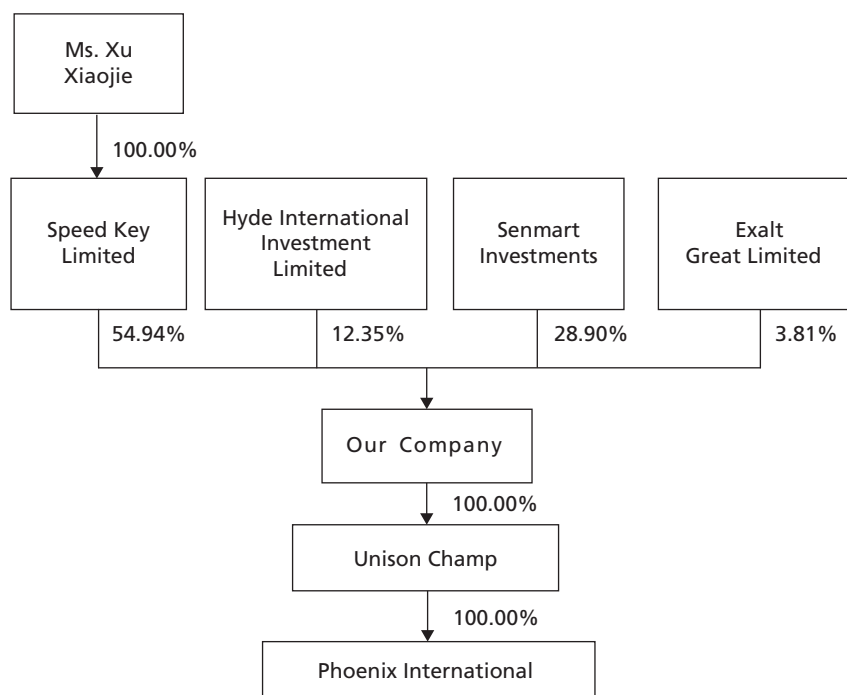 Ms. Xu
Xiaojie
100.00%
Speed Key
Limited
Hyde International
Investment
Limited
Senmart
Investments
Exalt
Great Limited
54.94%
12.35%
28.90%
3.81%
Our Company
100.00%
Unison Champ
100.00%
Phoenix International